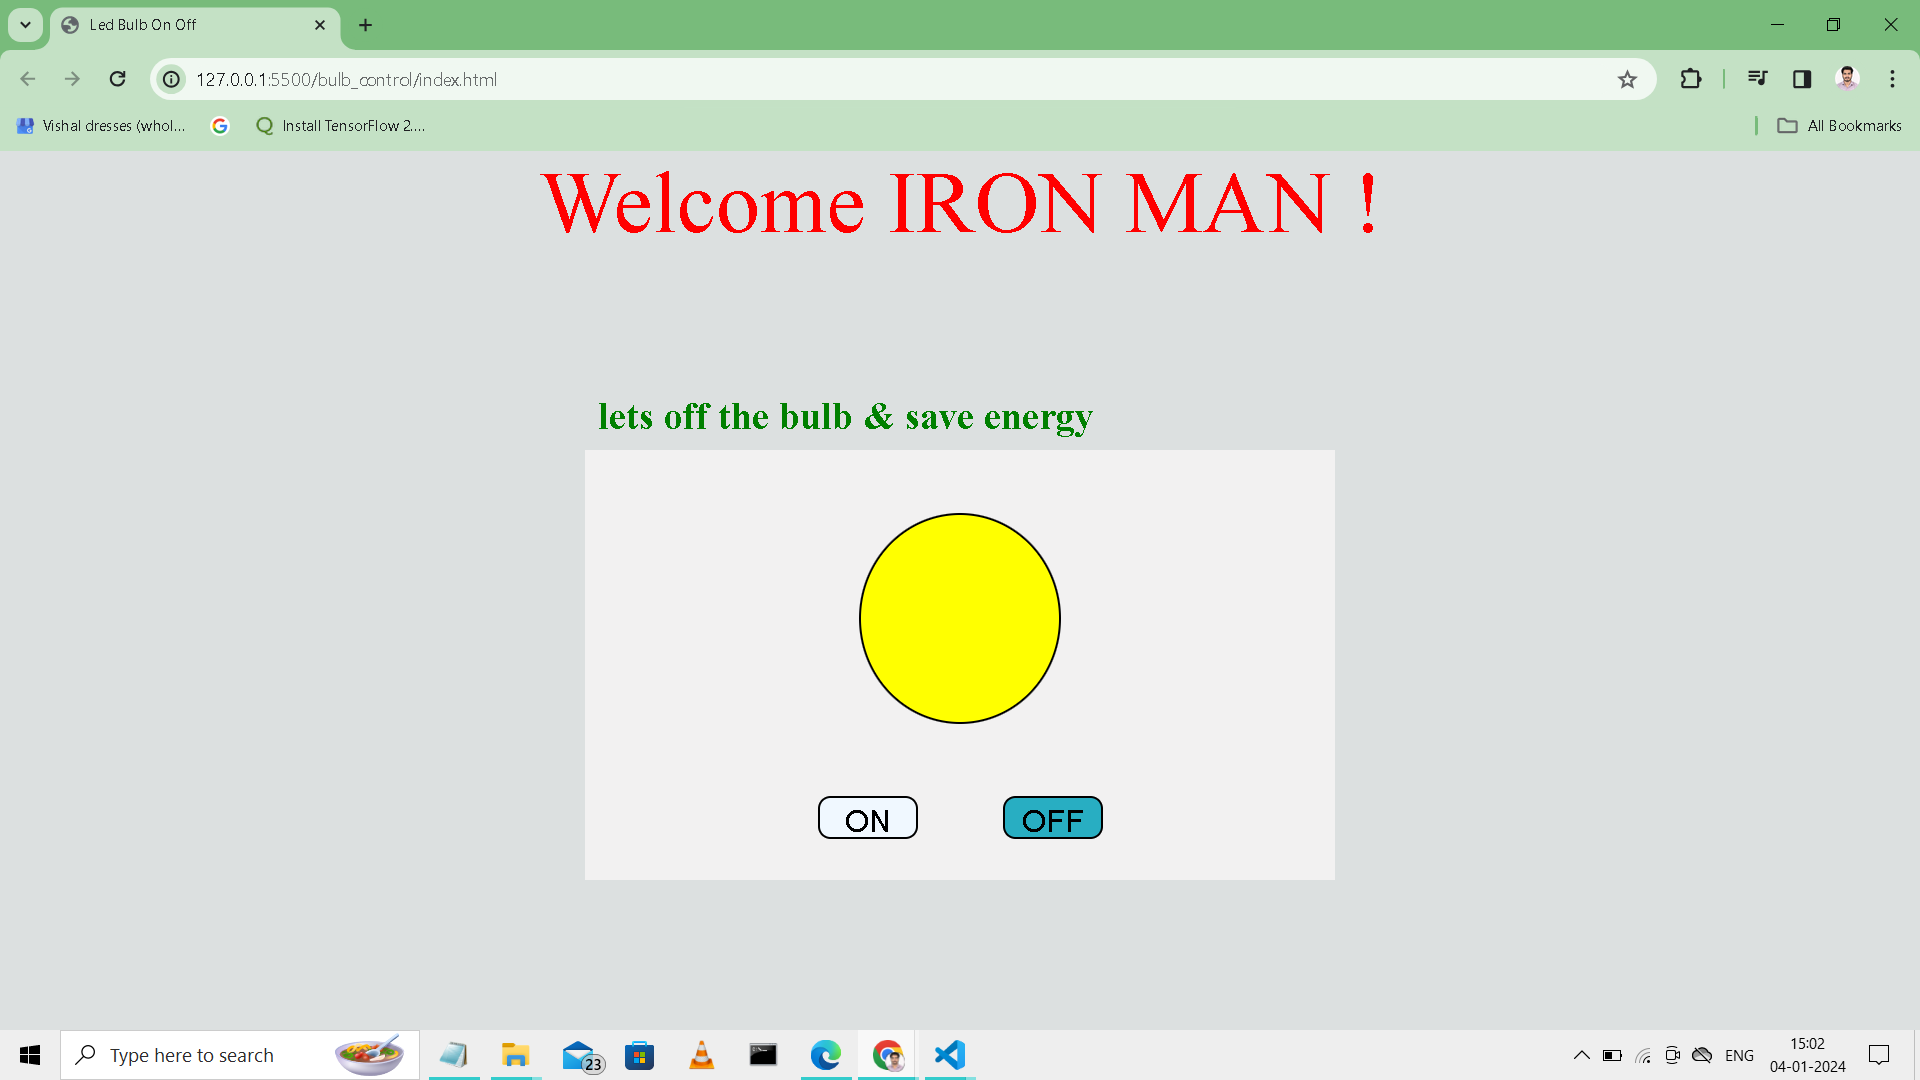 Led Bulb On Off
127.0.0.1:5500/bulb_control/index.html
Vishal dresses (whol...
Install TensorFlow 2....
All Bookmarks
Welcome IRON MAN !
lets off the bulb & save energy
ON
OFF
Type here to search
23
ENG
15:02
04-01-2024